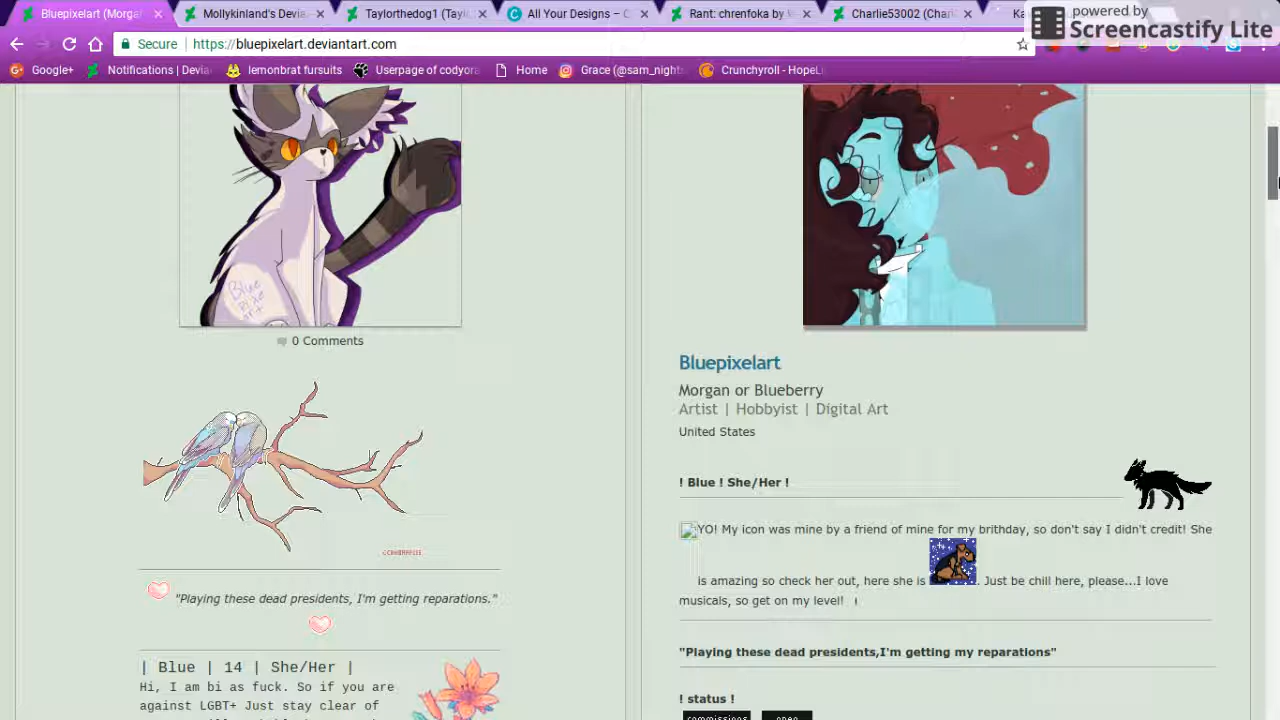 Bluepixelart (Morgan
Mollykinland's Devia
Taylorthedog1 (Tayl
All Your Designs – C
Rant: chrenfoka by
Charlie53002 (Charl
Ka
powered by
Screencastify Lite
Secure | https://bluepixelart.deviantart.com
Google+
Notifications | Devia
lemonbrat fursuits
Userpage of codyora
Home
Grace (@sam_night
Crunchyroll - HopeL
Blue
0 Comments
"Playing these dead presidents, I'm getting reparations."
| Blue | 14 | She/Her |
Hi, I am bi as fuck. So if you are
against LGBT+ Just stay clear of
Bluepixelart
Morgan or Blueberry
Artist | Hobbyist | Digital Art
United States
! Blue ! She/Her !
YO! My icon was mine by a friend of mine for my brithday, so don't say I didn't credit! She
is amazing so check her out, here she is . Just be chill here, please...I love
musicals, so get on my level!
"Playing these dead presidents,I'm getting my reparations"
! status !
commissions open